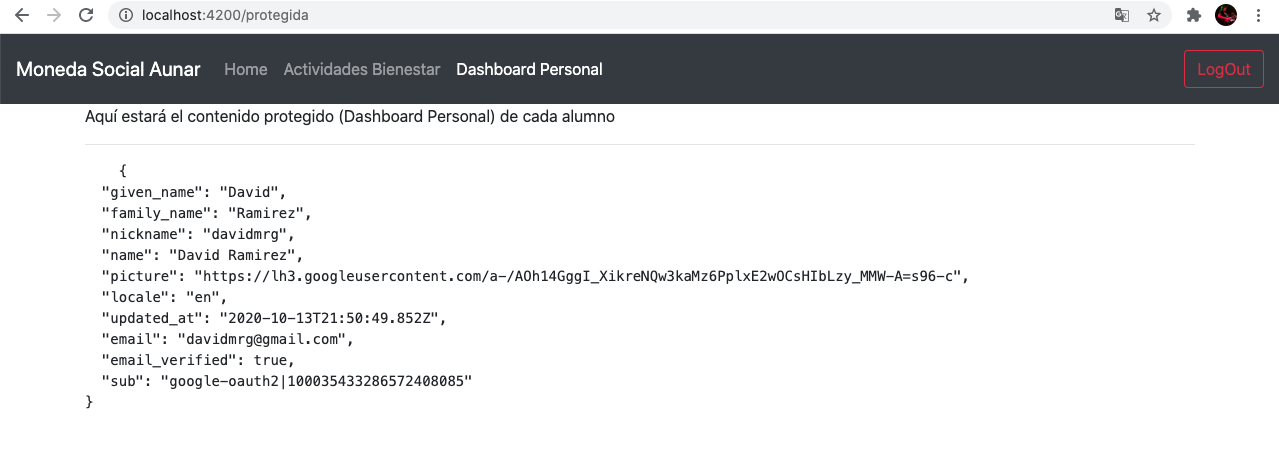 localhost:4200/protegida
Moneda Social Aunar Home Actividades Bienestar Dashboard Personal LogOut
Aquí estará el contenido protegido (Dashboard Personal) de cada alumno
{
"given_name": "David",
"family_name": "Ramirez",
"nickname": "davidmrg",
"name": "David Ramirez",
"picture": "https://lh3.googleusercontent.com/a-/AOh14GggI_XikreNQw3kaMz6PplxE2wOCsHIbLzy_MMW-A=s96-c",
"locale": "en",
"updated_at": "2020-10-13T21:50:49.852Z",
"email": "davidmrg@gmail.com",
"email_verified": true,
"sub": "google-oauth2|100035433286572408085"
}